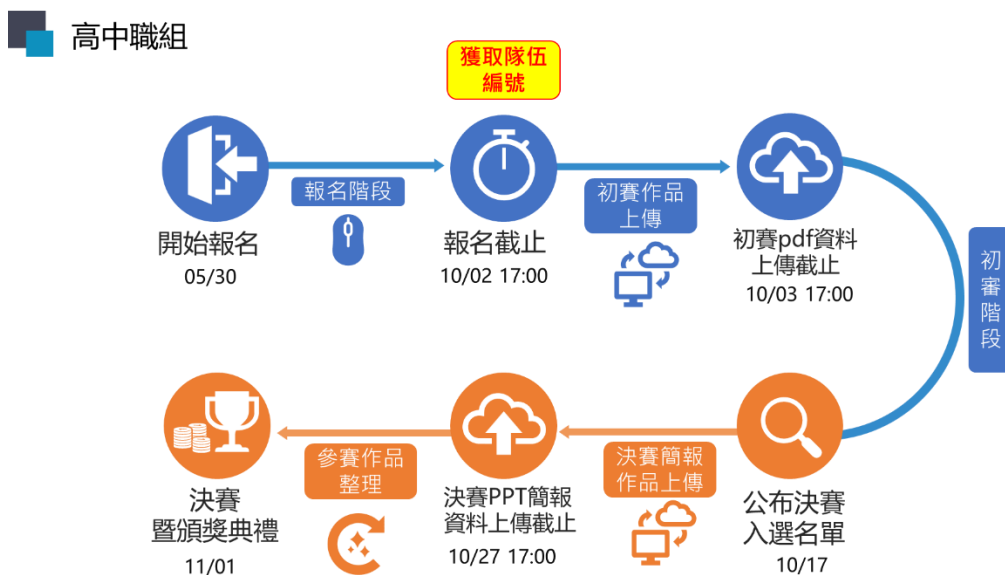 高中職組
獲取隊伍
編號
報名階段
初賽作品
上傳
開始報名
05/30
報名截止
10/02 17:00
初賽pdf資料
上傳截止
10/03 17:00
初審階段
參賽作品
整理
決賽簡報
作品上傳
決賽
暨頒獎典禮
11/01
決賽PPT簡報
資料上傳截止
10/27 17:00
公布決賽
入選名單
10/17